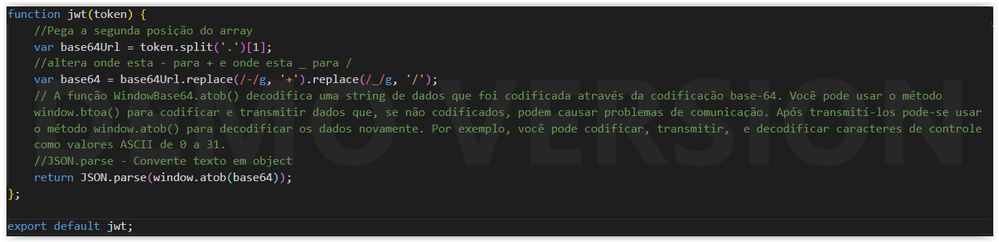 function jwt(token) {
    //Pega a segunda posição do array
    var base64Url = token.split('.')[1];
    //altera onde esta - para + e onde esta _ para /
    var base64 = base64Url.replace(/-/g, '+').replace(/_/g, '/');
    // A função WindowBase64.atob() decodifica uma string de dados que foi codificada através da codificação base-64. Você pode usar o método
    window.btoa() para codificar e transmitir dados que, se não codificados, podem causar problemas de comunicação. Após transmití-los pode-se usar
    o método window.atob() para decodificar os dados novamente. Por exemplo, você pode codificar, transmitir,  e decodificar caracteres de controle
    como valores ASCII de 0 a 31.
    //JSON.parse - Converte texto em object
    return JSON.parse(window.atob(base64));
};
export default jwt;
DEMO VERSION